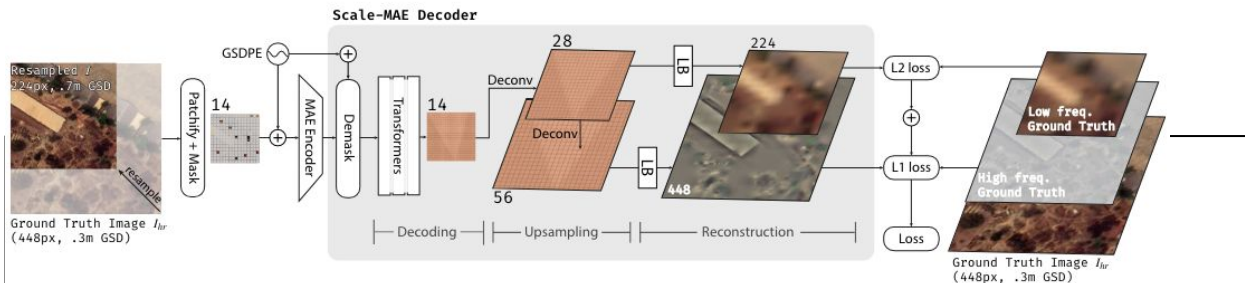 Scale-MAE Decoder
GSDPE
Resampled I
224px, .7m GSD
resample
Ground Truth Image Ihr
(448px, .3m GSD)
Patchify + Mask
14
MAE Encoder
Demask
Transformers
14
Deconv
28
Deconv
56
LB
LB
224
448
Decoding
Upsampling
Reconstruction
L2 loss
L1 loss
Loss
Low freq.
Ground Truth
High freq.
Ground Truth
Ground Truth Image Ihr
(448px, .3m GSD)